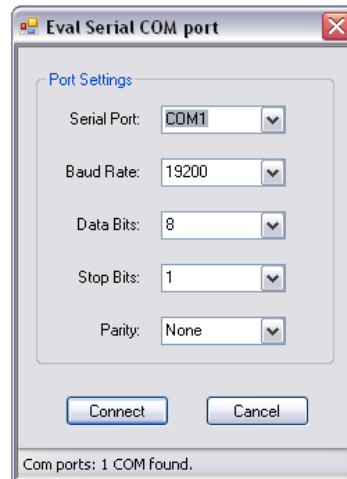 Eval Serial COM port
Port Settings
Serial Port: COM1
Baud Rate: 19200
Data Bits: 8
Stop Bits: 1
Parity: None
Connect Cancel
Com ports: 1 COM found.